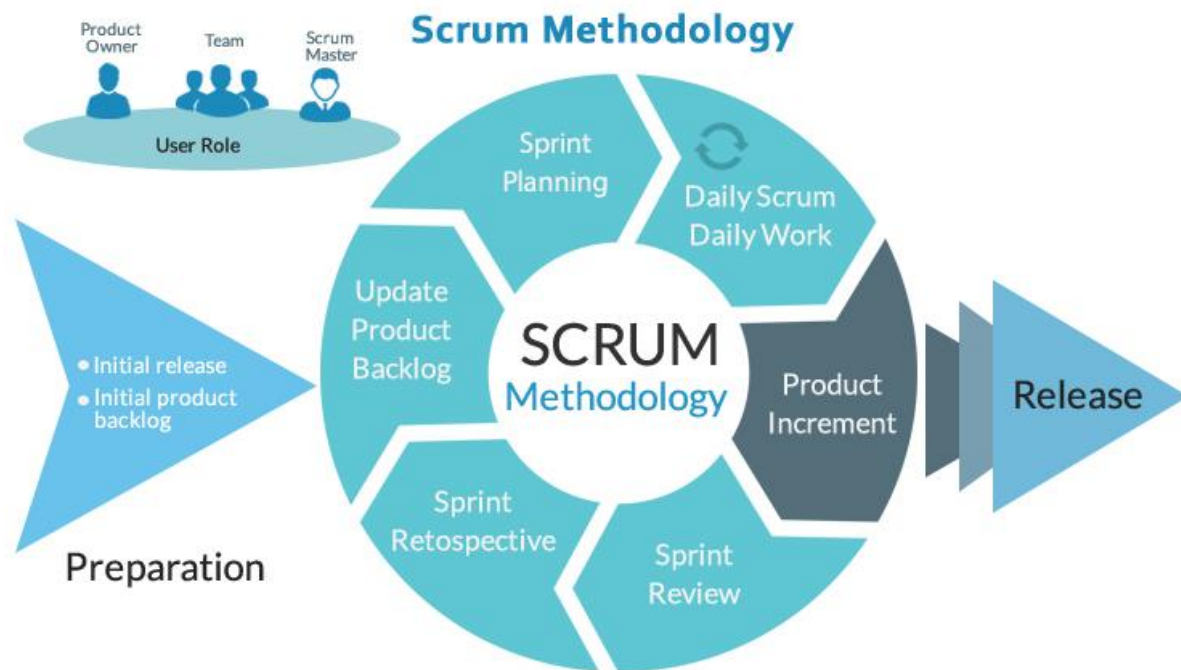 Scrum Methodology
Product
Owner
Team
Scrum
Master
User Role
Sprint
Planning
Daily Scrum
Daily Work
Update
Product
Backlog
SCRUM
Methodology
Product
Increment
Release
• Initial release
• Initial product
backlog
Preparation
Sprint
Retospective
Sprint
Review